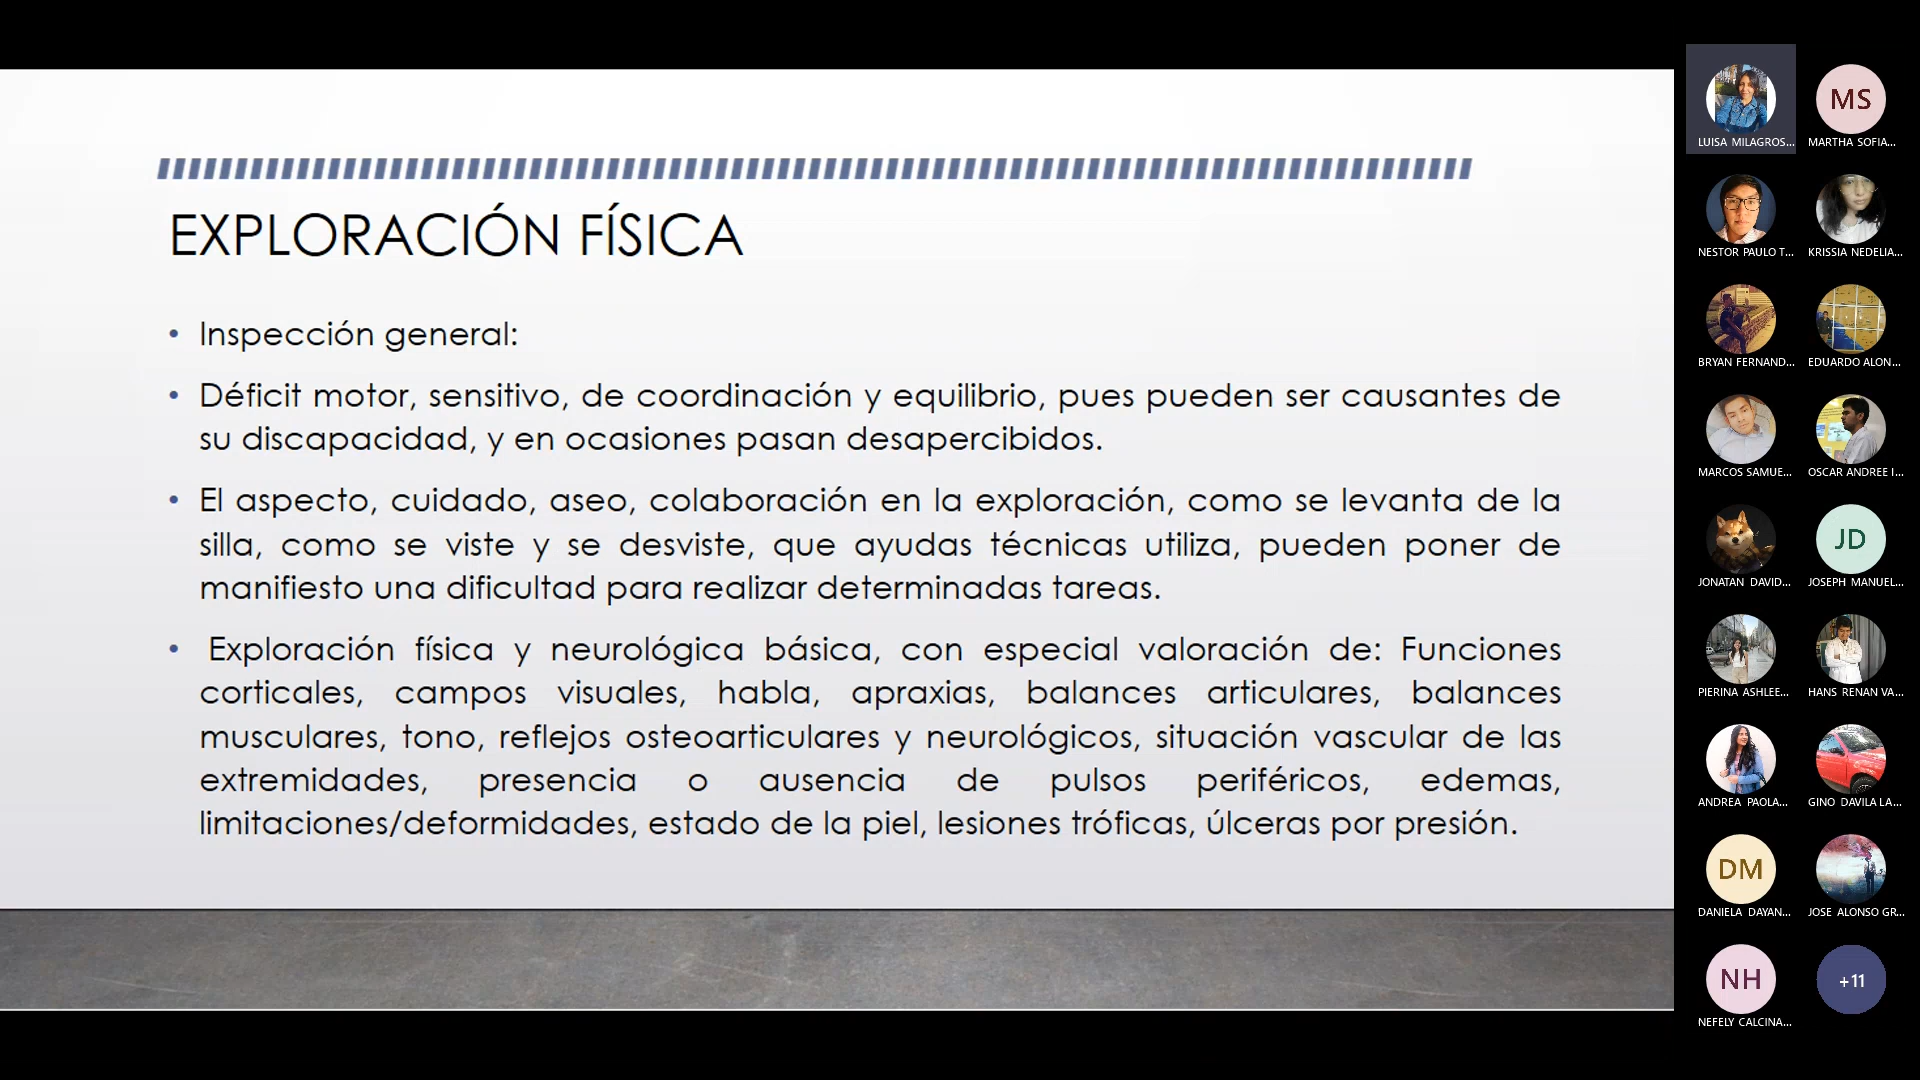 EXPLORACIÓN FÍSICA
• Inspección general:
• Déficit motor, sensitivo, de coordinación y equilibrio, pues pueden ser causantes de
su discapacidad, y en ocasiones pasan desapercibidos.
• El aspecto, cuidado, aseo, colaboración en la exploración, como se levanta de la
silla, como se viste y se desviste, que ayudas técnicas utiliza, pueden poner de
manifiesto una dificultad para realizar determinadas tareas.
• Exploración física y neurológica básica, con especial valoración de: Funciones
corticales, campos visuales, habla, apraxias, balances articulares, balances
musculares, tono, reflejos osteoarticulares y neurológicos, situación vascular de las
extremidades, presencia o ausencia de pulsos periféricos, edemas,
limitaciones/deformidades, estado de la piel, lesiones tróficas, úlceras por presión.
LUISA MILAGROS...
MS
MARTHA SOFIA...
NESTOR PAULO T...
KRISSIA NEDELIA...
BRYAN FERNAND...
EDUARDO ALON...
MARCOS SAMUE...
OSCAR ANDREE I...
JONATAN DAVID...
JD
JOSEPH MANUEL...
PIERINA ASHLEE...
HANS RENAN VA...
ANDREA PAOLA...
GINO DAVILA LA...
DM
DANIELA DAYAN...
JOSE ALONSO GR...
NH
NEFELY CALCINA...
+11